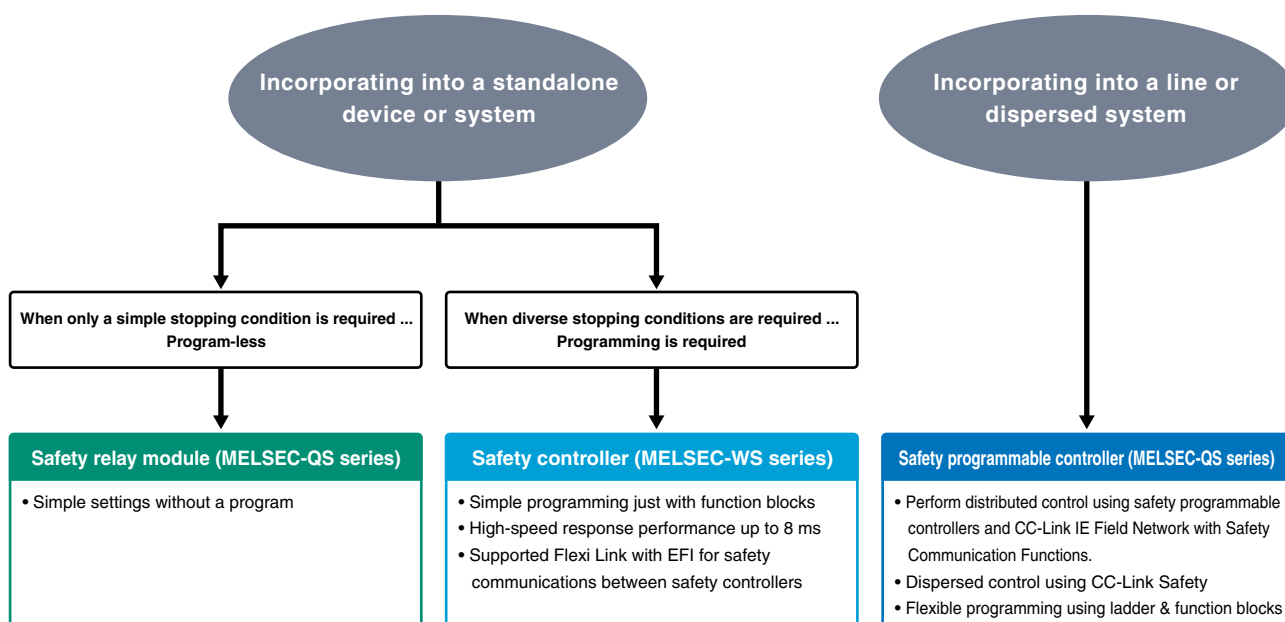 Incorporating into a standalone
device or system
Incorporating into a line or
dispersed system
When only a simple stopping condition is required ...
Program-less
When diverse stopping conditions are required ...
Programming is required
Safety relay module (MELSEC-QS series)
• Simple settings without a program
Safety controller (MELSEC-WS series)
• Simple programming just with function blocks
• High-speed response performance up to 8 ms
• Supported Flexi Link with EFI for safety
communications between safety controllers
Safety programmable controller (MELSEC-QS series)
• Perform distributed control using safety programmable
controllers and CC-Link IE Field Network with Safety
Communication Functions.
• Dispersed control using CC-Link Safety
• Flexible programming using ladder & function blocks